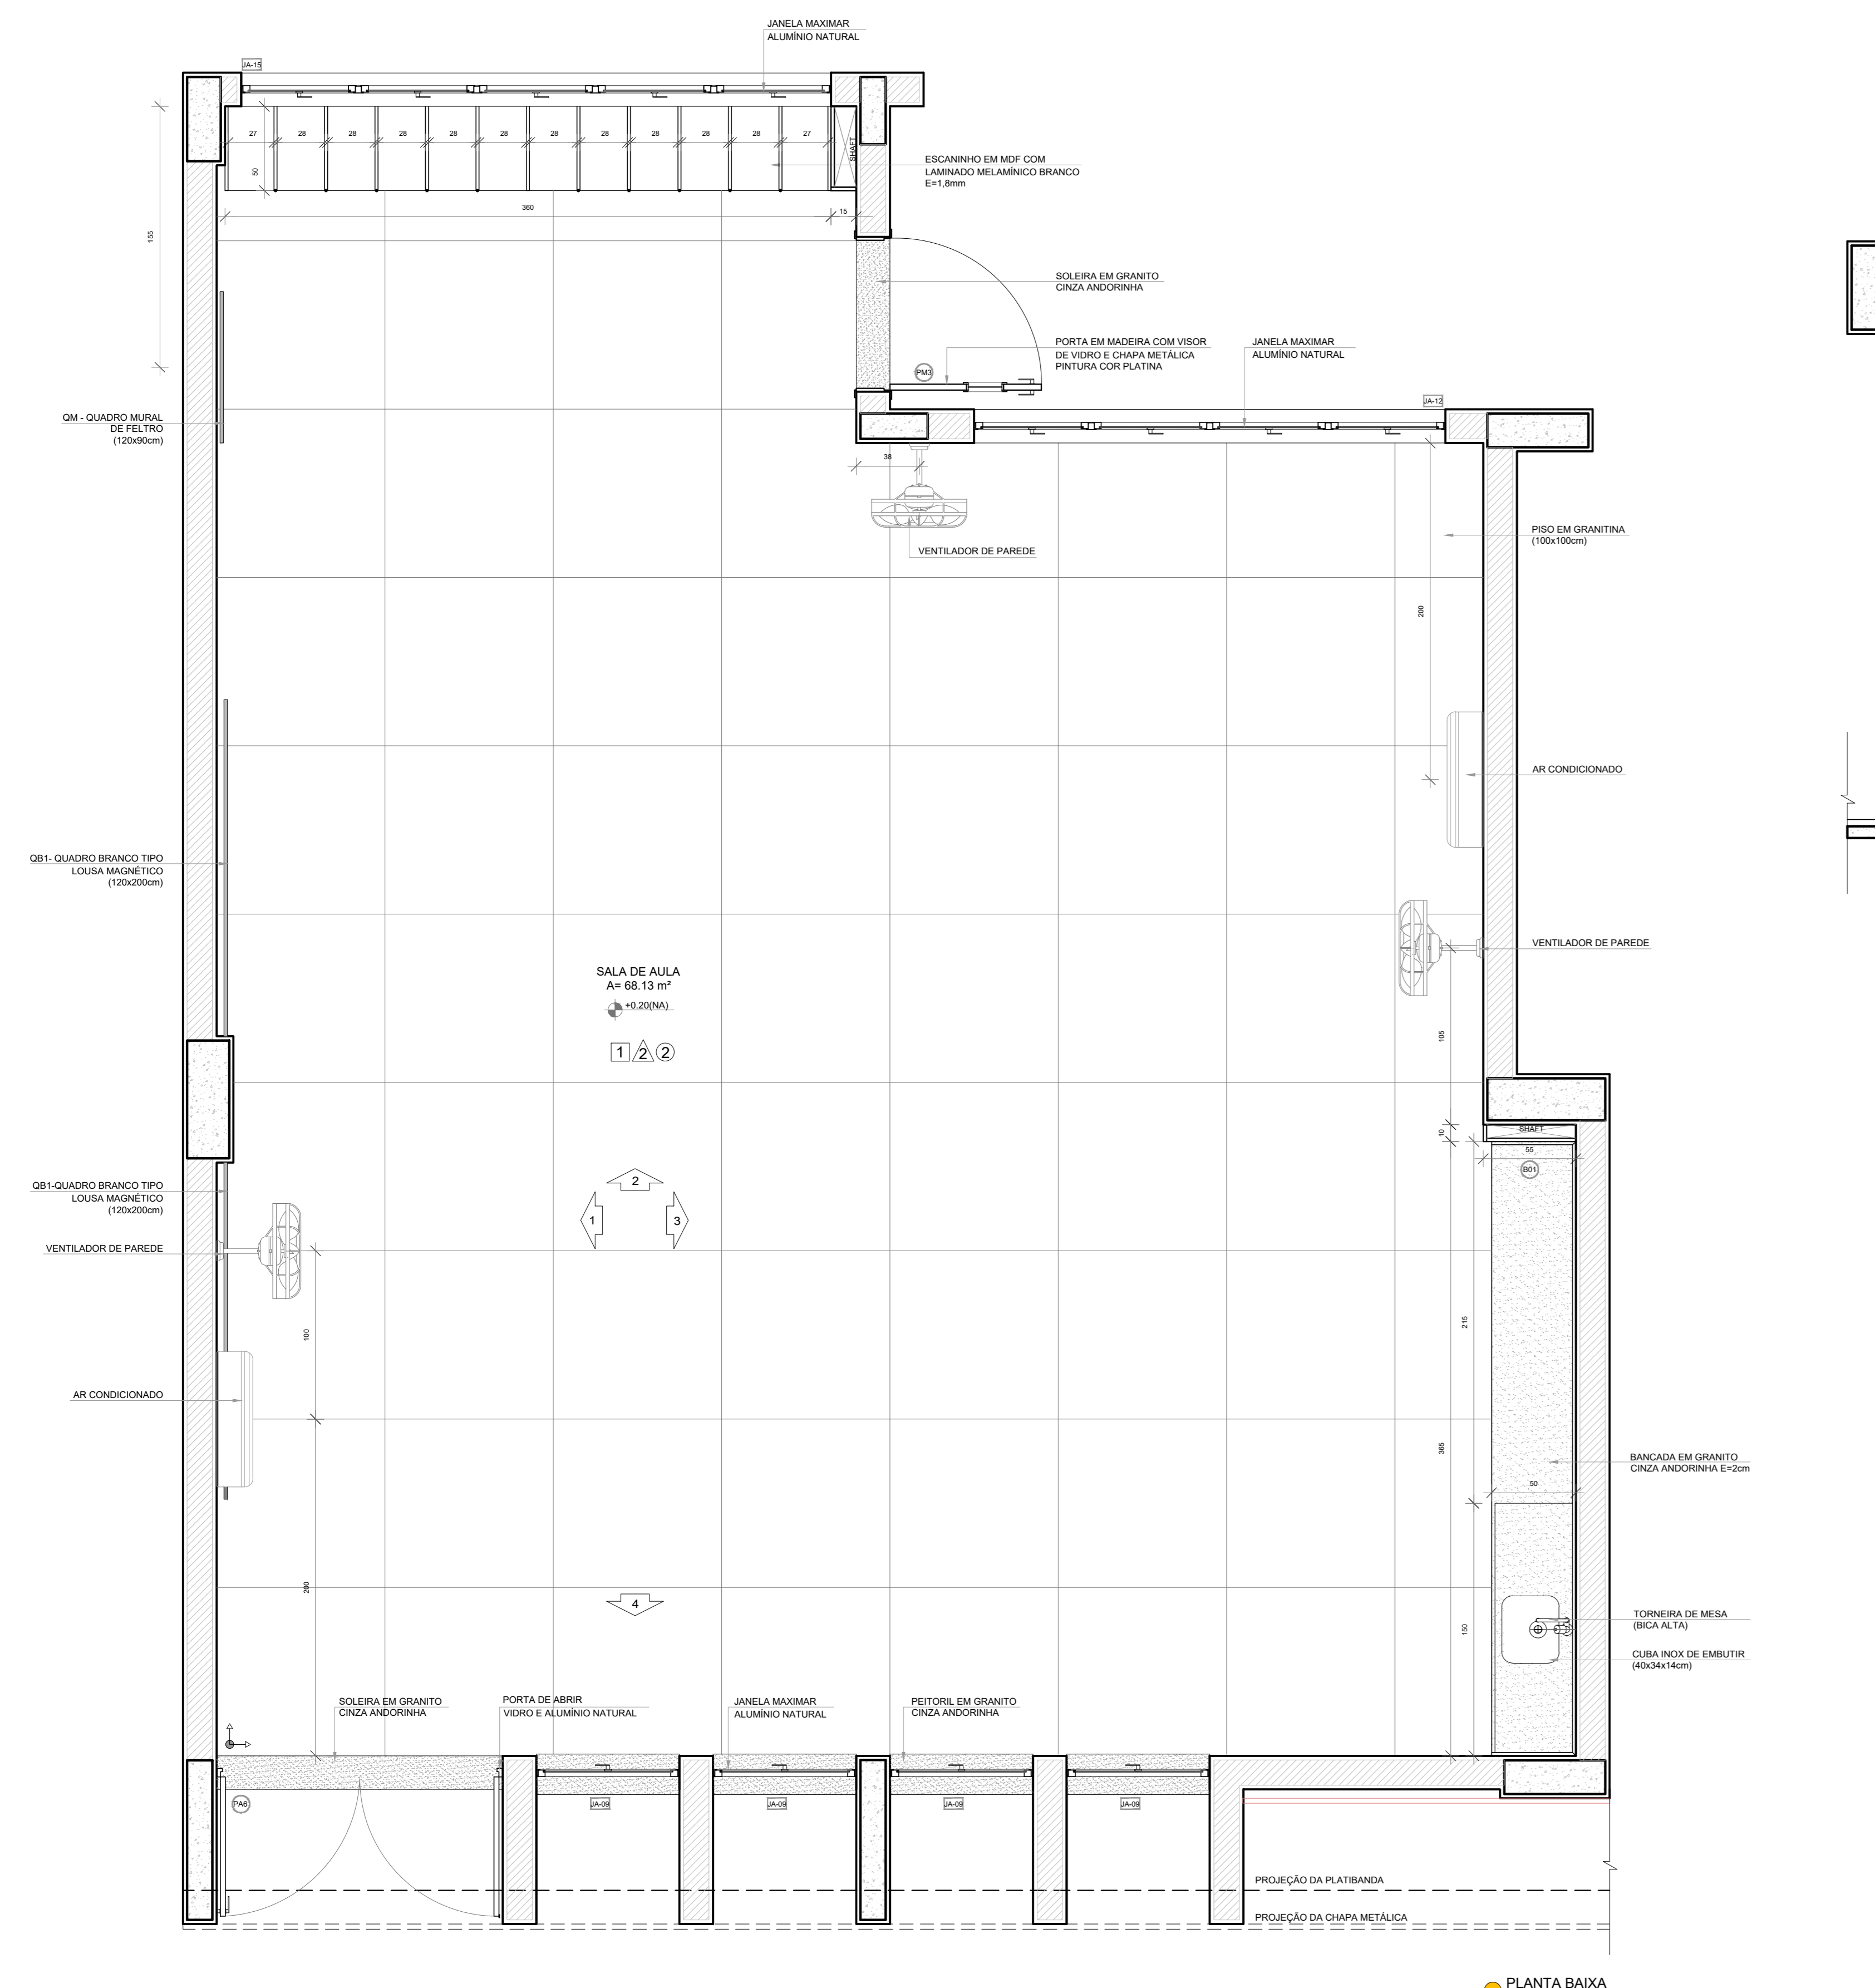 JANELA MAXIMAR
ALUMÍNIO NATURAL
JA-15
27 28 28 28 28 28 28 28 28 28 28 27
SHAFT
50
ESCANINHO EM MDF COM
LAMINADO MELAMÍNICO BRANCO
E=1,8mm
360
15
155
SOLEIRA EM GRANITO
CINZA ANDORINHA
PORTA EM MADEIRA COM VISOR
DE VIDRO E CHAPA METÁLICA
PINTURA COR PLATINA
PM3
JANELA MAXIMAR
ALUMÍNIO NATURAL
JA-12
QM - QUADRO MURAL
DE FELTRO
(120x90cm)
38
VENTILADOR DE PAREDE
PISO EM GRANITINA
(100x100cm)
200
AR CONDICIONADO
QB1- QUADRO BRANCO TIPO
LOUSA MAGNÉTICO
(120x200cm)
VENTILADOR DE PAREDE
SALA DE AULA
A= 68.13 m²
+0.20(NA)
1 2 2
105
10
SHAFT
55
B01
QB1-QUADRO BRANCO TIPO
LOUSA MAGNÉTICO
(120x200cm)
2
1 3
VENTILADOR DE PAREDE
100
215
AR CONDICIONADO
365
BANCADA EM GRANITO
CINZA ANDORINHA E=2cm
50
200
4
150
TORNEIRA DE MESA
(BICA ALTA)
CUBA INOX DE EMBUTIR
(40x34x14cm)
SOLEIRA EM GRANITO
CINZA ANDORINHA
PORTA DE ABRIR
VIDRO E ALUMÍNIO NATURAL
JANELA MAXIMAR
ALUMÍNIO NATURAL
PEITORIL EM GRANITO
CINZA ANDORINHA
PA6
JA-09 JA-09 JA-09 JA-09
PROJEÇÃO DA PLATIBANDA
PROJEÇÃO DA CHAPA METÁLICA
PLANTA BAIXA